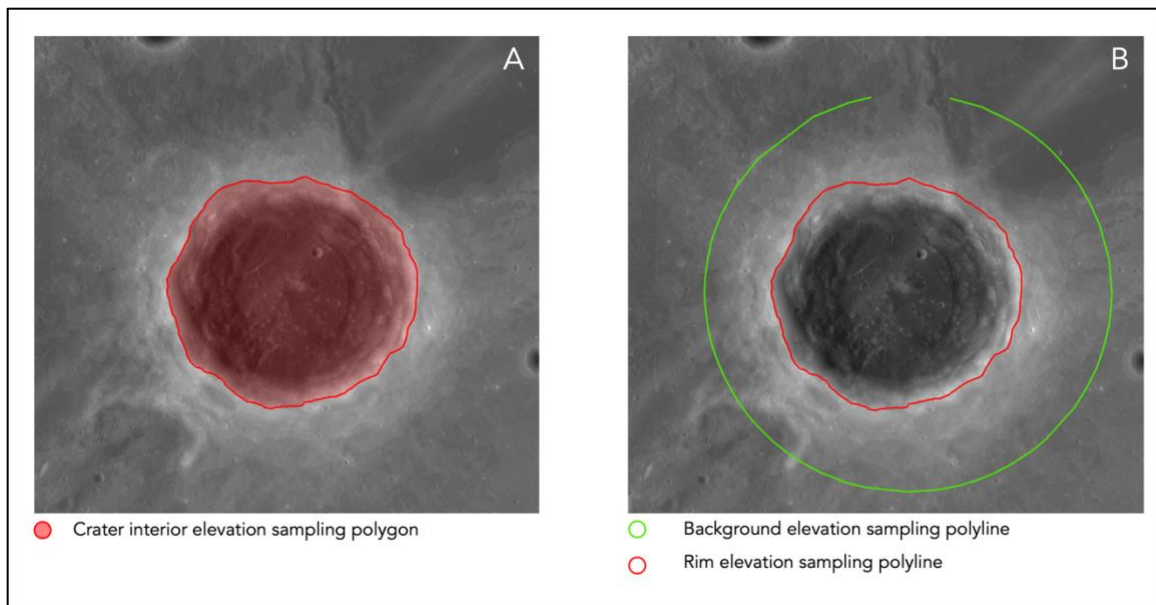 A
B
Crater interior elevation sampling polygon
Background elevation sampling polyline
Rim elevation sampling polyline